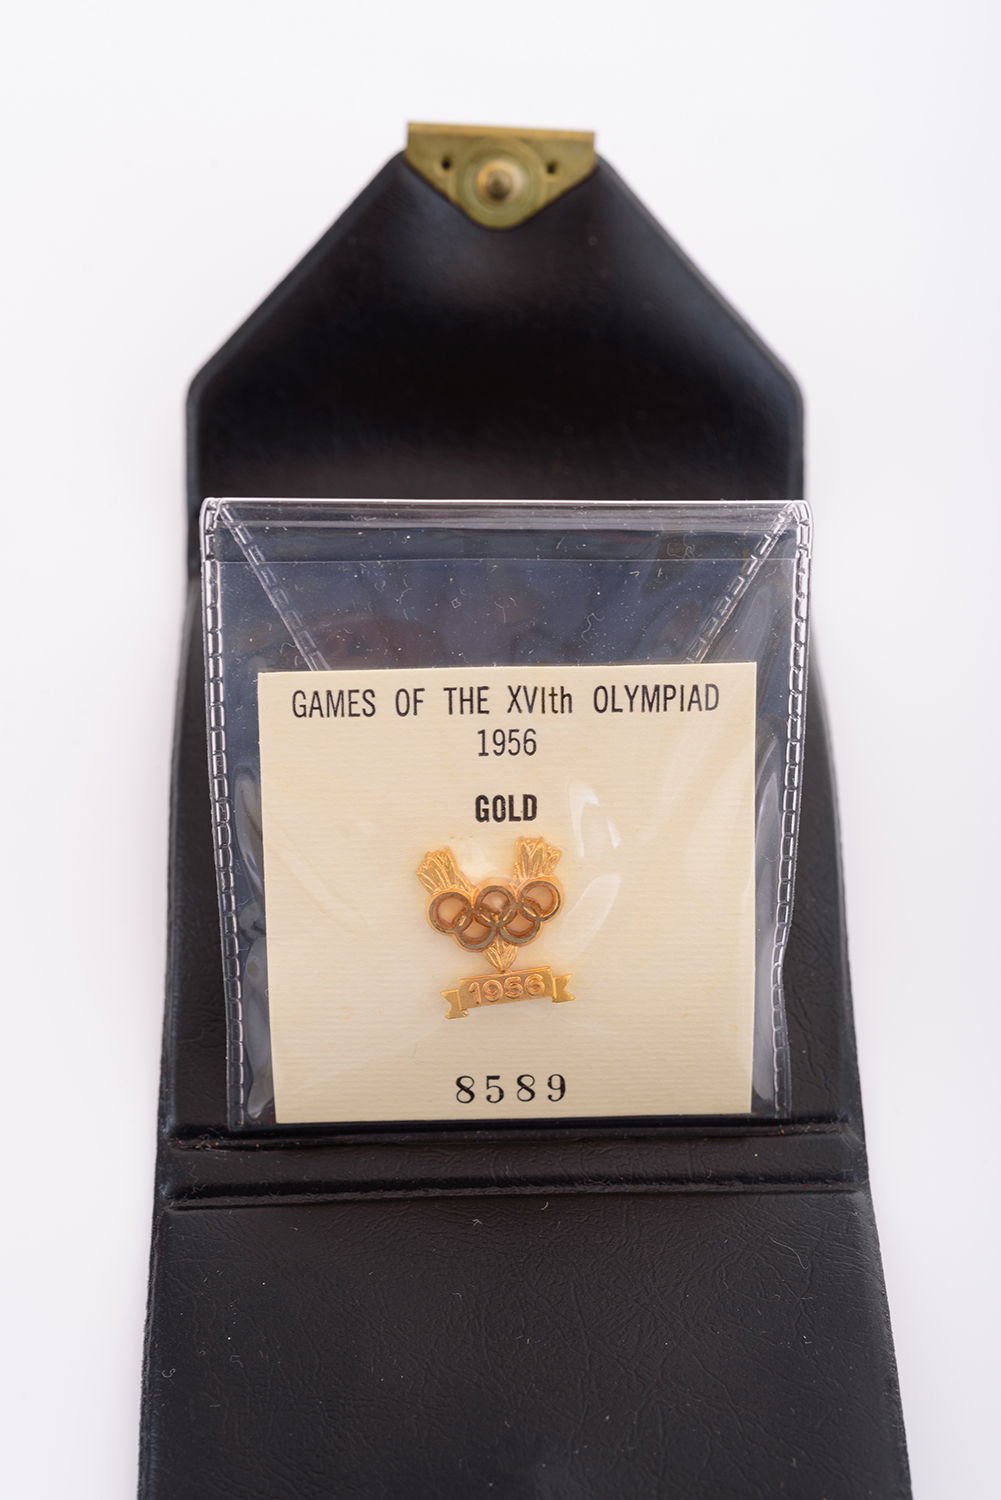 GAMES OF THE XVIth OLYMPIAD
1956
GOLD
1956
8589